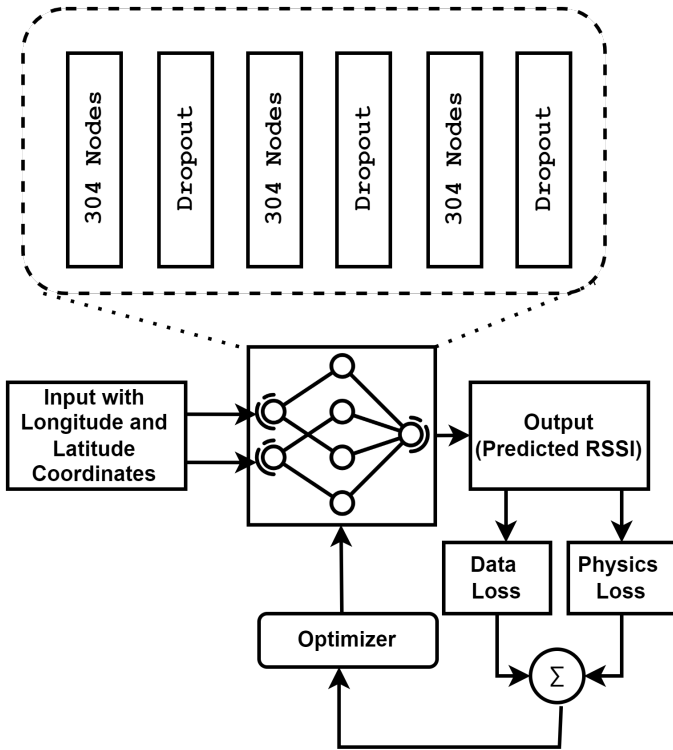 304 Nodes
Dropout
304 Nodes
Dropout
304 Nodes
Dropout
Input with
Longitude and
Latitude
Coordinates
Output
(Predicted RSSI)
Data
Loss
Physics
Loss
Optimizer
Σ